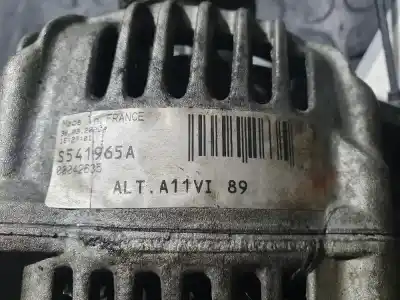 Made in FRANCE
S541965A
ALT.A11VI 89